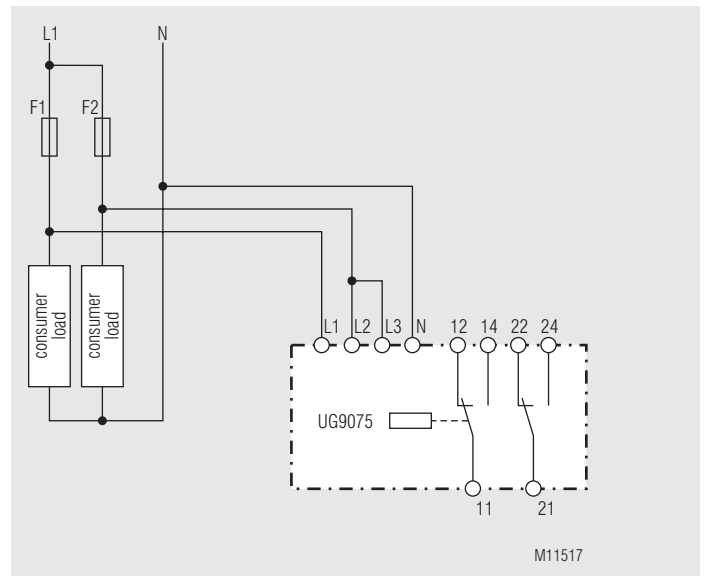 L1 N
F1 F2
consumer load
consumer load
L1 L2 L3 N 12 14 22 24
UG9075
11 21
M11517